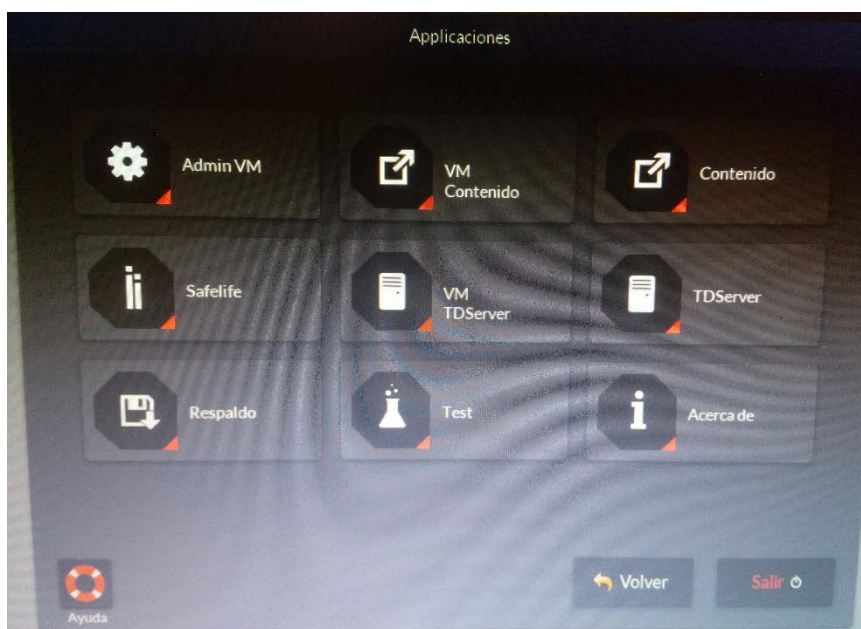 Applicaciones
Admin VM
VM
Contenido
Contenido
Safelife
VM
TDServer
TDServer
Respaldo
Test
Acerca de
Ayuda
Volver
Salir